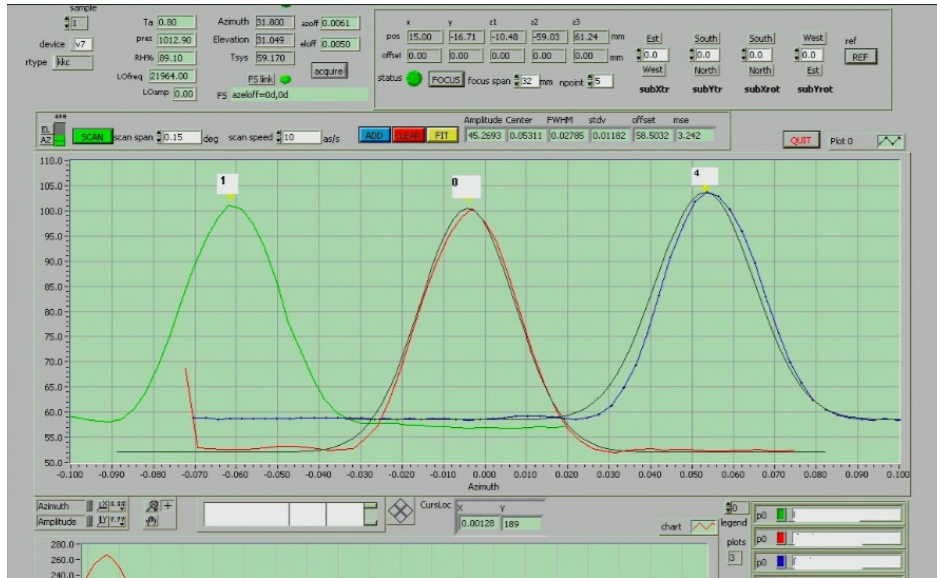 sample
1
device v7
rtype kkc
Ta 0.80
pres 1012.90
RH% 89.10
LOfreq 21964.00
LOamp 0.00
Azimuth 31.800 azoff 0.0061
Elevation 31.049 eloff 0.0050
Tsys 59.170
FS link acquire
FS azeloff=0d,0d
x y z1 z2 z3
pos 15.00 -16.71 -10.48 -59.03 61.24 mm
offset 0.00 0.00 0.00 0.00 0.00 mm
status FOCUS focus span 32 mm npoint 5
Est South South West ref
0.0 0.0 0.0 0.0 REF
West North North Est
subXtr subYtr subXrot subYrot
axe
EL
AZ
SCAN scan span 0.15 deg scan speed 10 as/s
ADD CLEAR FIT
Amplitude Center FWHM stdv offset mse
45.2693 0.05311 0.02785 0.01182 58.5032 3.242
QUIT Plot 0
110.0
105.0
100.0
95.0
90.0
85.0
80.0
75.0
70.0
65.0
60.0
55.0
50.0
1 0 4
-0.100 -0.090 -0.080 -0.070 -0.060 -0.050 -0.040 -0.030 -0.020 -0.010 0.000 0.010 0.020 0.030 0.040 0.050 0.060 0.070 0.080 0.090 0.100
Azimuth
Azimuth
Amplitude
CursLoc X Y
0.00128 189
chart
0
legend
plots
3
p0
p0
p0
280.0
260.0
240.0